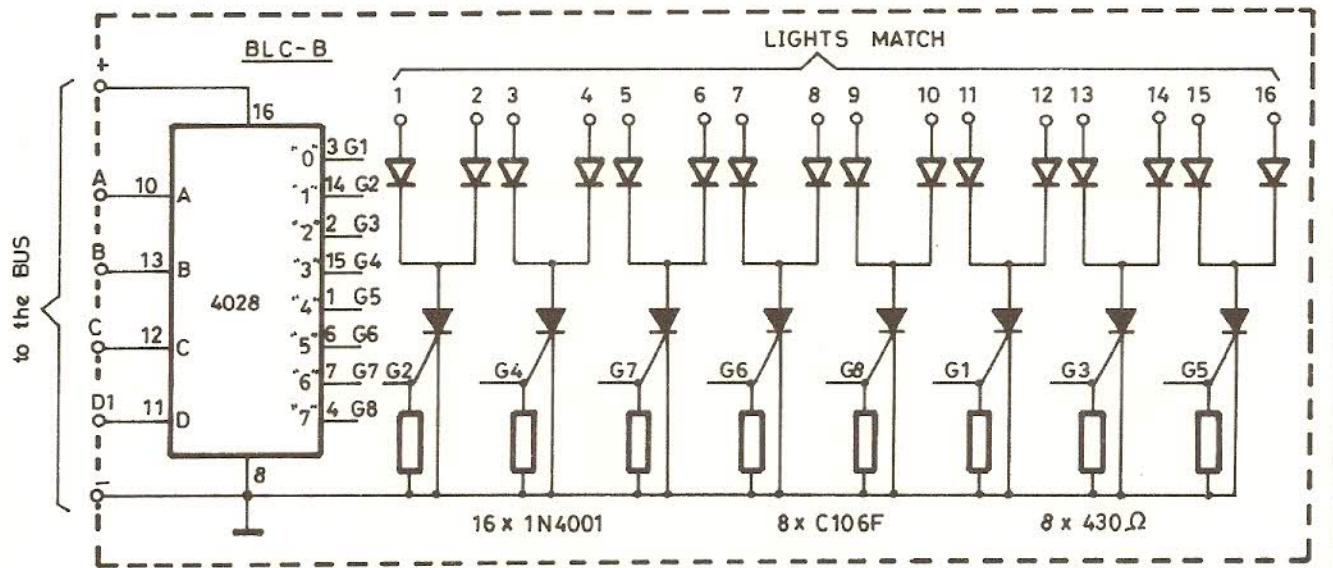 BLC-B
LIGHTS MATCH
+
16
1 2 3 4 5 6 7 8 9 10 11 12 13 14 15 16
"0" 3 G1
A 10 A "1" 14 G2
"2" 2 G3
B 13 B "3" 15 G4
4028 "4" 1 G5
C 12 C "5" 6 G6
"6" 7 G7
D1 11 D "7" 4 G8
G2 G4 G7 G6 G8 G1 G3 G5
8
-
to the BUS
16 x 1N4001 8 x C106F 8 x 430Ω